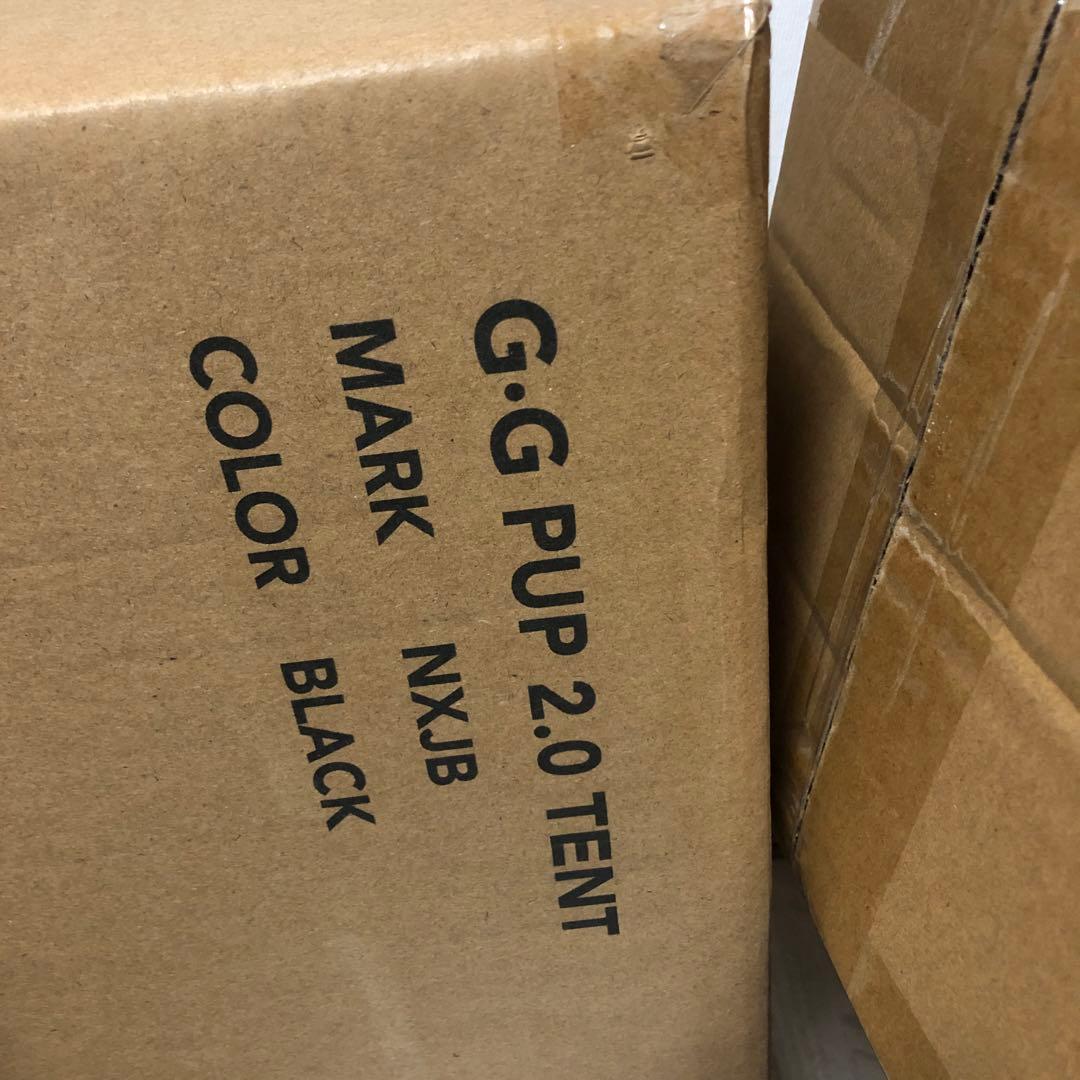 G.G PUP 2.0 TENT
MARK NXJB
COLOR BLACK